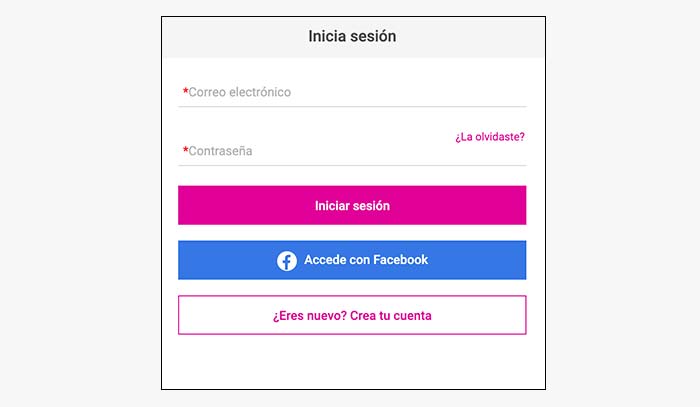 Inicia sesión
*Correo electrónico
¿La olvidaste?
*Contraseña
Iniciar sesión
Accede con Facebook
¿Eres nuevo? Crea tu cuenta